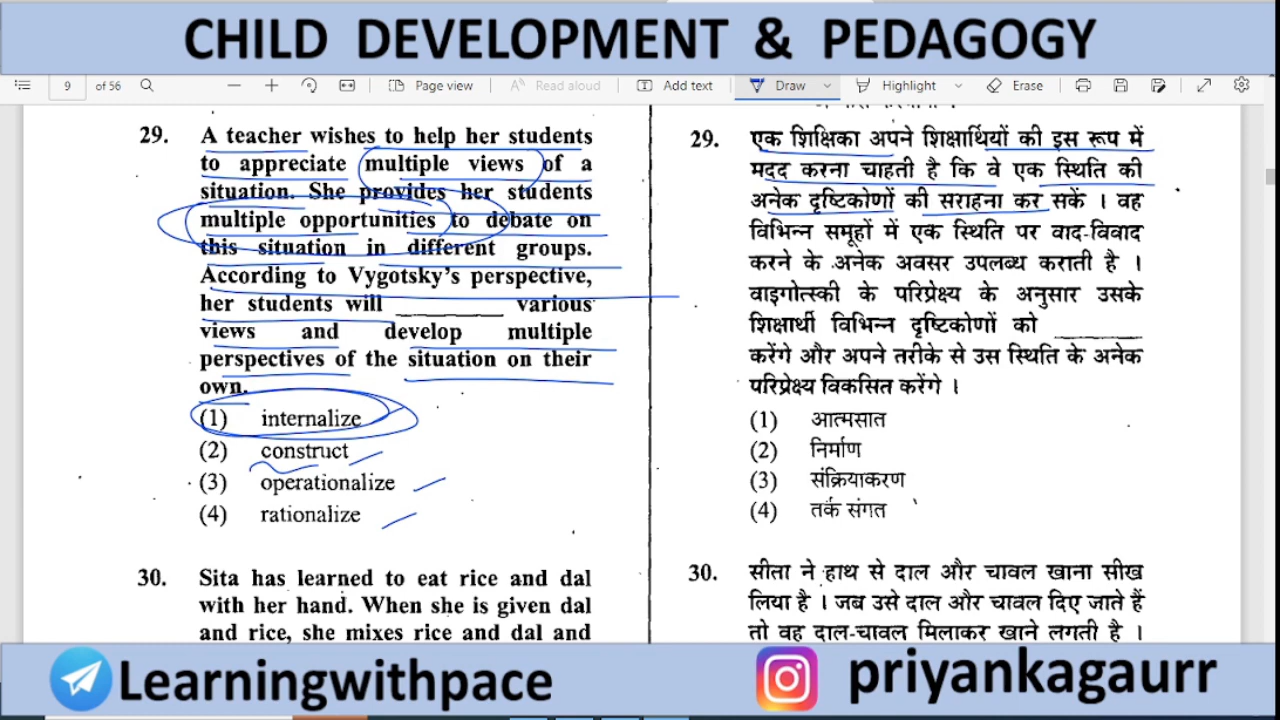 CHILD DEVELOPMENT & PEDAGOGY
9 of 56
Page view
Read aloud
Add text
Draw
Highlight
Erase
29. A teacher wishes to help her students
to appreciate multiple views of a
situation. She provides her students
multiple opportunities to debate on
this situation in different groups.
According to Vygotsky's perspective,
her students will ________ various
views and develop multiple
perspectives of the situation on their
own.
(1) internalize
(2) construct
(3) operationalize
(4) rationalize
30. Sita has learned to eat rice and dal
with her hand. When she is given dal
and rice, she mixes rice and dal and
29. एक शिक्षिका अपने शिक्षार्थियों की इस रूप में
मदद करना चाहती है कि वे एक स्थिति की
अनेक दृष्टिकोणों की सराहना कर सकें । वह
विभिन्न समूहों में एक स्थिति पर वाद-विवाद
करने के अनेक अवसर उपलब्ध कराती है ।
वाइगोत्स्की के परिप्रेक्ष्य के अनुसार उसके
शिक्षार्थी विभिन्न दृष्टिकोणों को ________
करेंगे और अपने तरीके से उस स्थिति के अनेक
परिप्रेक्ष्य विकसित करेंगे ।
(1) आत्मसात
(2) निर्माण
(3) संक्रियाकरण
(4) तर्क संगत
30. सीता ने हाथ से दाल और चावल खाना सीख
लिया है । जब उसे दाल और चावल दिए जाते हैं
तो वह दाल-चावल मिलाकर खाने लगती है ।
Learningwithpace
priyankagaurr